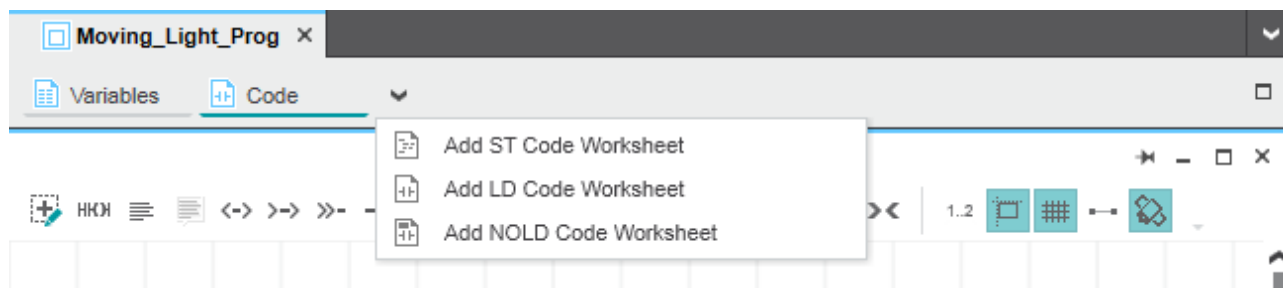 Moving_Light_Prog
Variables
Code
Add ST Code Worksheet
Add LD Code Worksheet
Add NOLD Code Worksheet
1..2